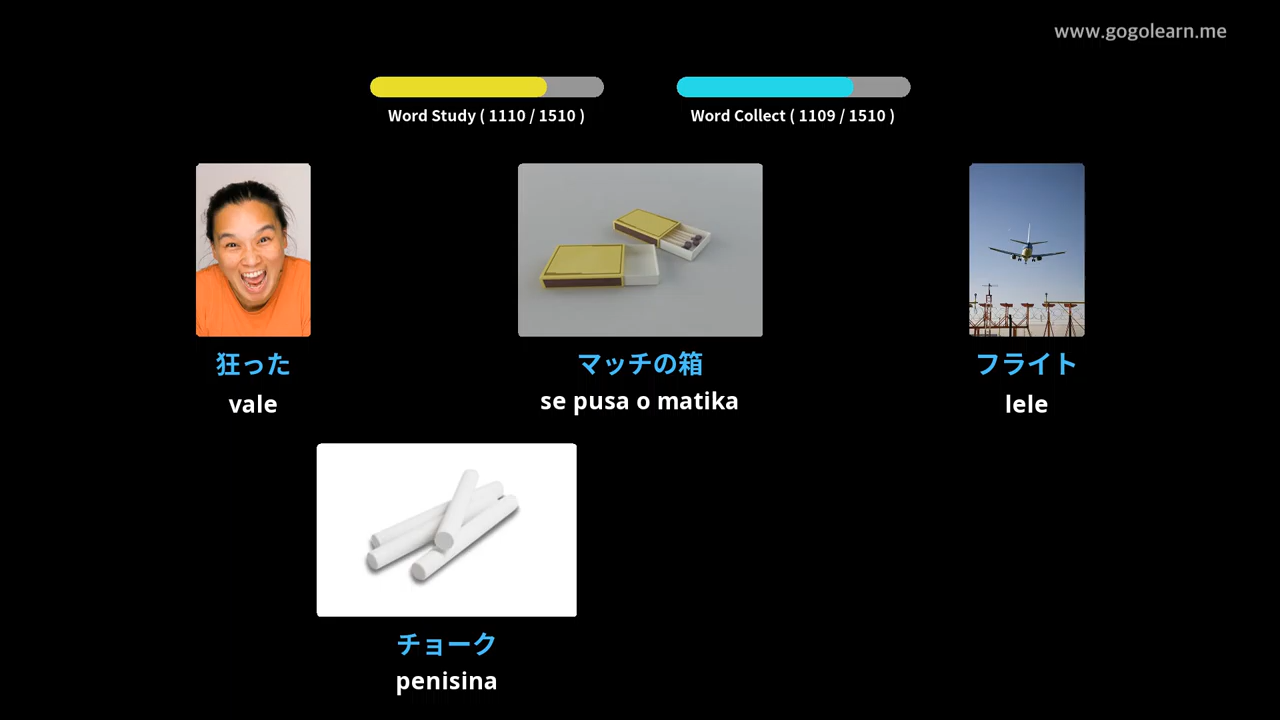 www.gogolearn.me
Word Study ( 1110 / 1510 )
Word Collect ( 1109 / 1510 )
狂った
vale
マッチの箱
se pusa o matika
フライト
lele
チョーク
penisina